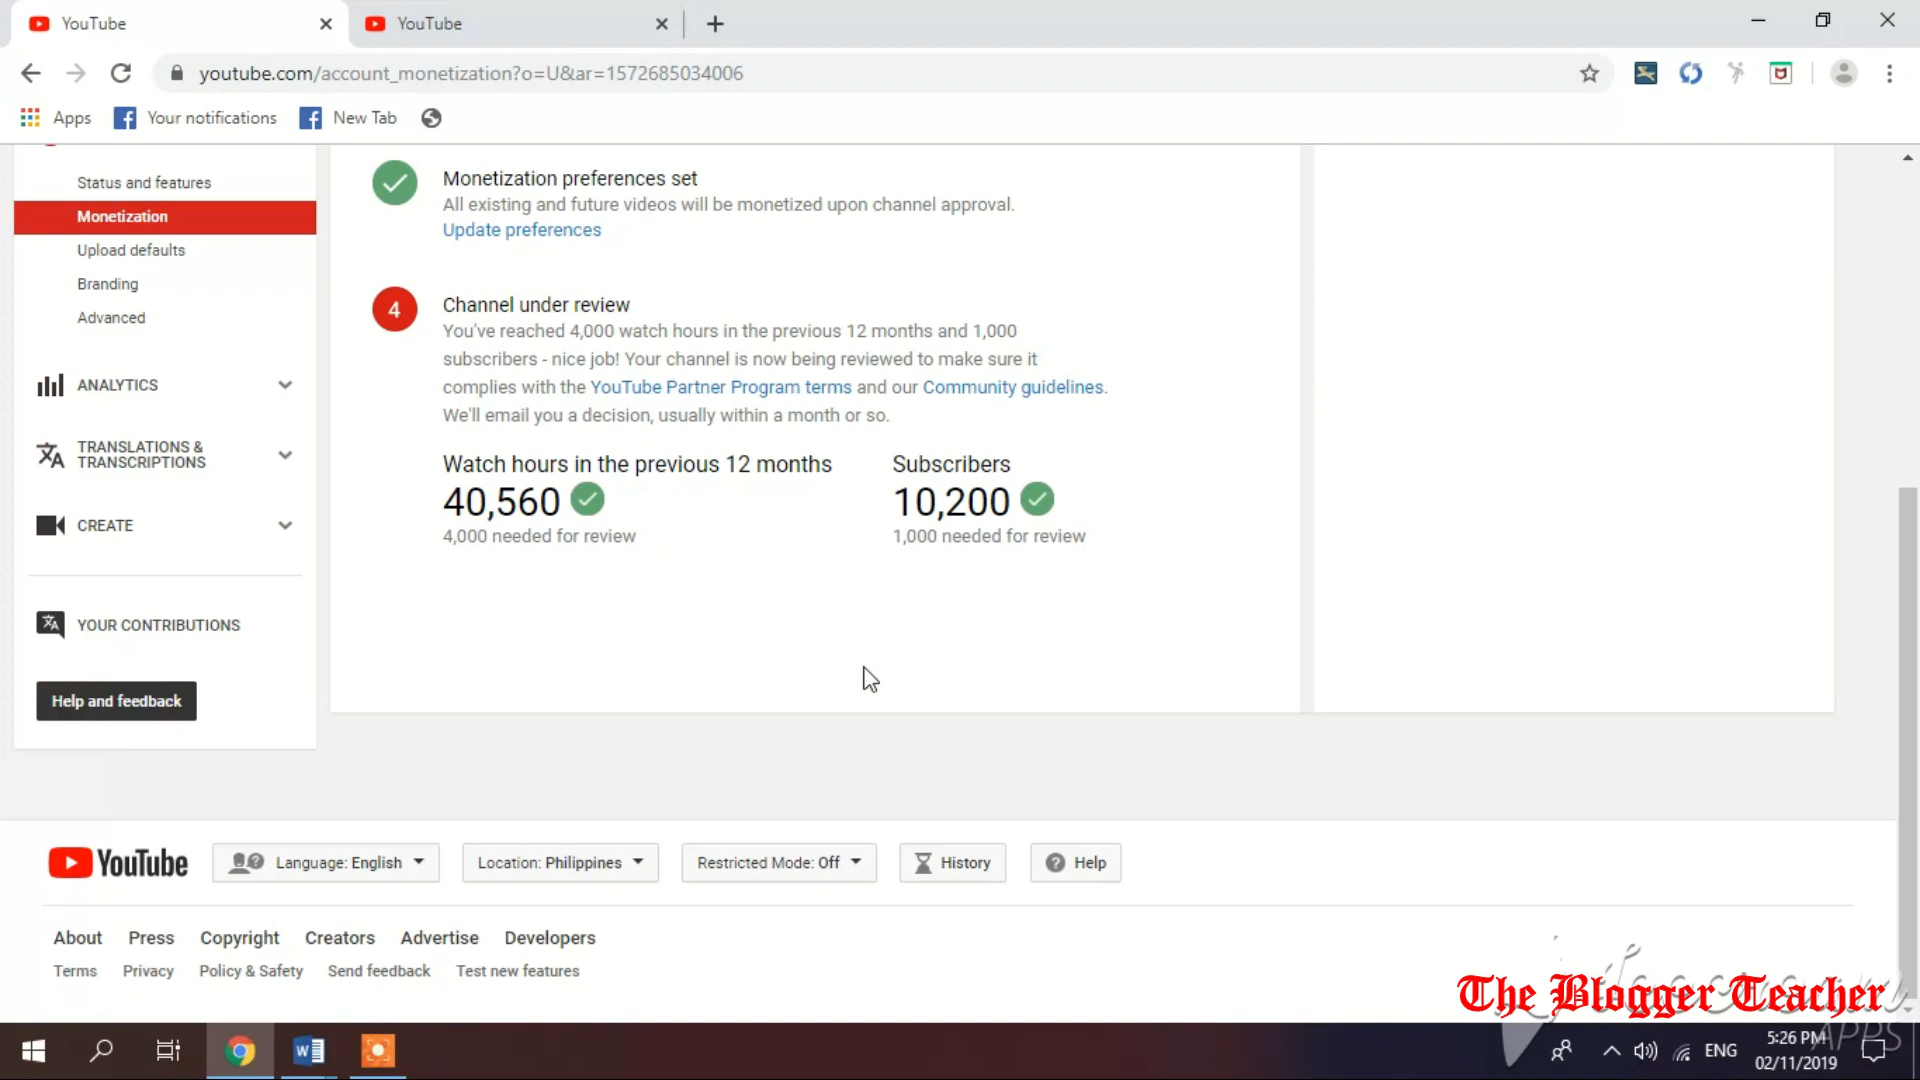 YouTube
YouTube
youtube.com/account_monetization?o=U&ar=1572685034006
Apps
Your notifications
New Tab
Status and features
Monetization
Upload defaults
Branding
Advanced
ANALYTICS
TRANSLATIONS &
TRANSCRIPTIONS
CREATE
YOUR CONTRIBUTIONS
Help and feedback
Monetization preferences set
All existing and future videos will be monetized upon channel approval.
Update preferences
4
Channel under review
You've reached 4,000 watch hours in the previous 12 months and 1,000
subscribers - nice job! Your channel is now being reviewed to make sure it
complies with the YouTube Partner Program terms and our Community guidelines.
We'll email you a decision, usually within a month or so.
Watch hours in the previous 12 months
40,560
4,000 needed for review
Subscribers
10,200
1,000 needed for review
YouTube
Language: English
Location: Philippines
Restricted Mode: Off
History
Help
About Press Copyright Creators Advertise Developers
Terms Privacy Policy & Safety Send feedback Test new features
The Blogger Teacher
APPS
ENG
5:26 PM
02/11/2019